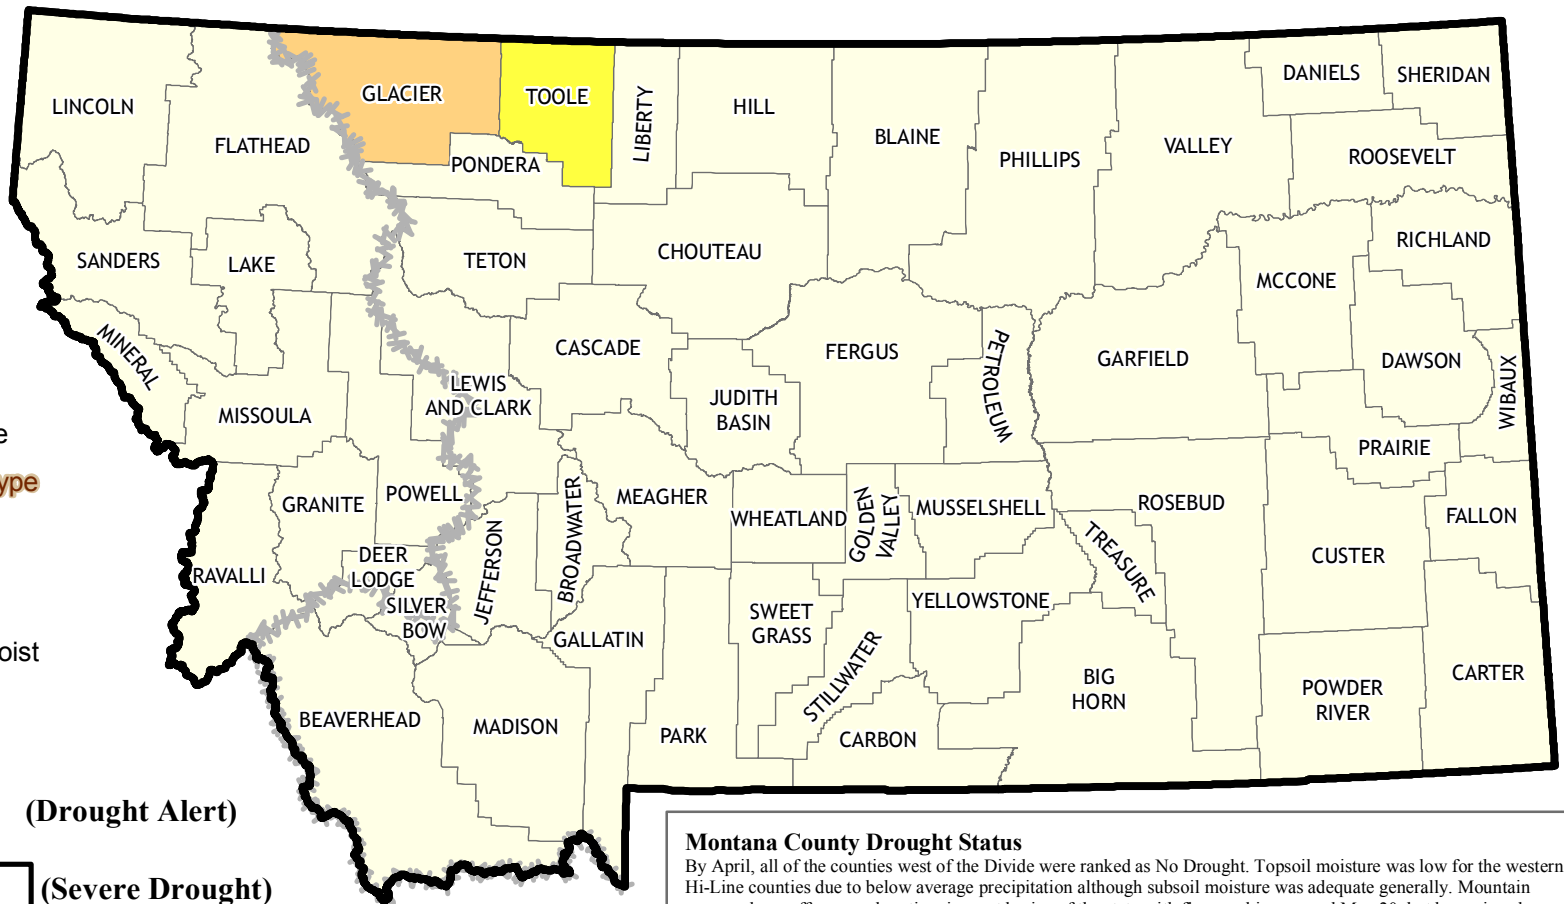 LINCOLN
FLATHEAD
GLACIER
TOOLE
LIBERTY
HILL
BLAINE
PHILLIPS
VALLEY
DANIELS
SHERIDAN
ROOSEVELT
PONDERA
SANDERS
LAKE
TETON
CHOUTEAU
RICHLAND
MCCONE
MINERAL
CASCADE
FERGUS
PETROLEUM
GARFIELD
DAWSON
WIBAUX
MISSOULA
LEWIS
AND CLARK
JUDITH
BASIN
PRAIRIE
e
ype
GRANITE
POWELL
JEFFERSON
BROADWATER
MEAGHER
WHEATLAND
GOLDEN
VALLEY
MUSSELSHELL
ROSEBUD
TREASURE
FALLON
CUSTER
RAVALLI
DEER
LODGE
SILVER
BOW
GALLATIN
SWEET
GRASS
YELLOWSTONE
STILLWATER
oist
BIG
HORN
POWDER
RIVER
CARTER
BEAVERHEAD
MADISON
PARK
CARBON
(Drought Alert)
(Severe Drought)
Montana County Drought Status
By April, all of the counties west of the Divide were ranked as No Drought. Topsoil moisture was low for the western
Hi-Line counties due to below average precipitation although subsoil moisture was adequate generally. Mountain